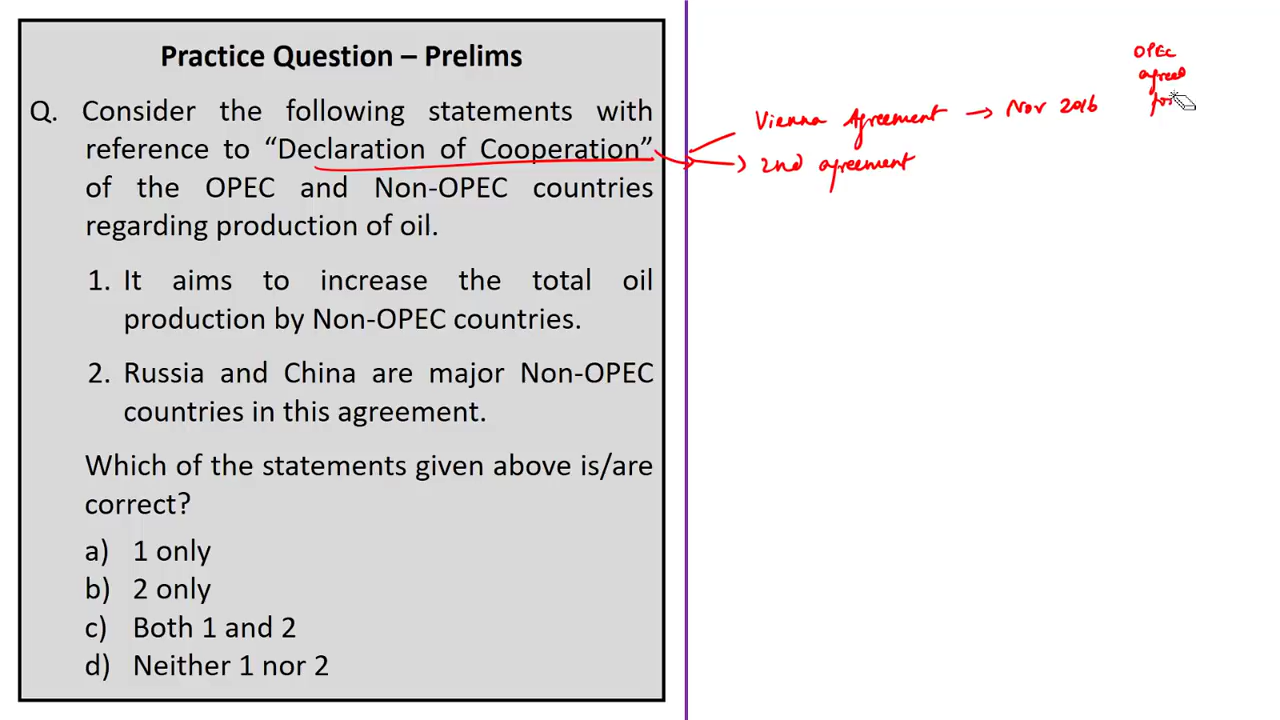 Practice Question – Prelims
Q. Consider the following statements with
reference to “Declaration of Cooperation”
of the OPEC and Non-OPEC countries
regarding production of oil.
1. It aims to increase the total oil
production by Non-OPEC countries.
2. Russia and China are major Non-OPEC
countries in this agreement.
Which of the statements given above is/are
correct?
a) 1 only
b) 2 only
c) Both 1 and 2
d) Neither 1 nor 2
Vienna Agreement → Nov 2016
2nd agreement
OPEC
agreed
for